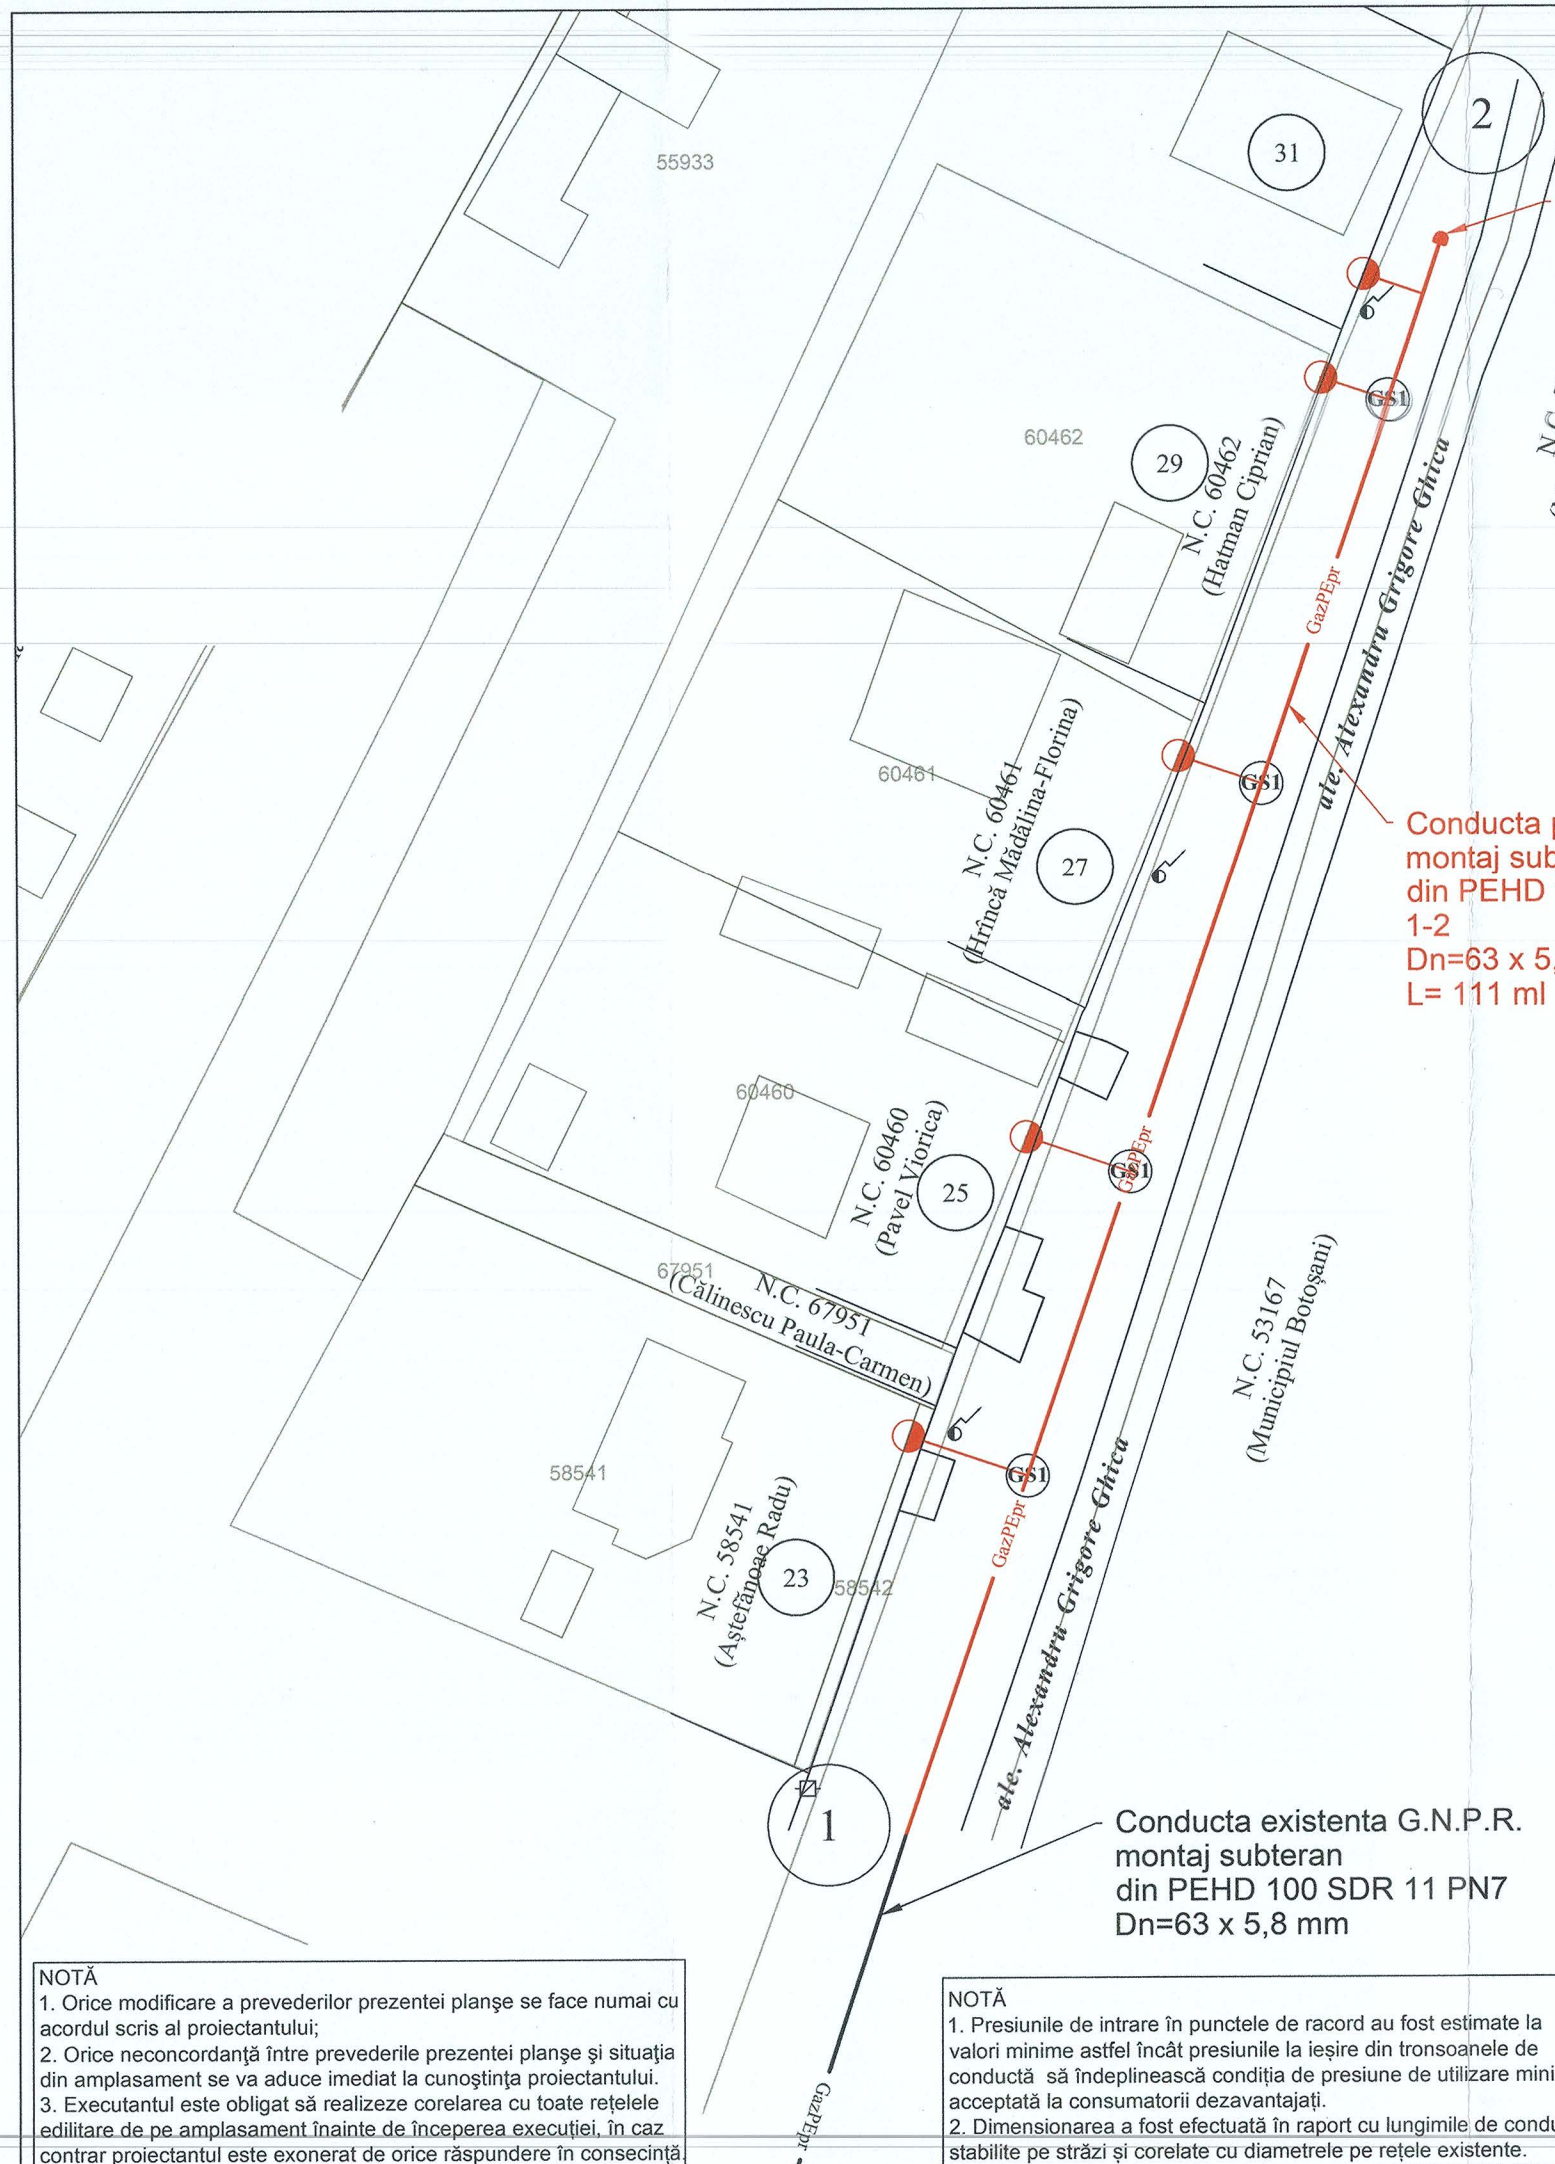 2
31
55933
GS1
60462
29
N.C. 60462
(Hatman Ciprian)
ale. Alexandru Grigore Ghica
GazPEpr
N.C.
60461
N.C. 60461
(Hrîncă Mădălina-Florina)
27
GS1
Conducta
montaj sub
din PEHD
1-2
Dn=63 x 5,
L= 111 ml
60460
N.C. 60460
(Pavel Viorica)
25
GazPEpr
GS1
67951
N.C. 67951
(Călinescu Paula-Carmen)
N.C. 53167
(Municipiul Botoşani)
58541
N.C. 58541
(Aştefănoae Radu)
23
58542
GS1
GazPEpr
ale. Alexandru Grigore Ghica
1
Conducta existenta G.N.P.R.
montaj subteran
din PEHD 100 SDR 11 PN7
Dn=63 x 5,8 mm
GazPEpr
NOTĂ
1. Orice modificare a prevederilor prezentei planşe se face numai cu
acordul scris al proiectantului;
2. Orice neconcordanţă între prevederile prezentei planşe şi situaţia
din amplasament se va aduce imediat la cunoştinţa proiectantului.
3. Executantul este obligat să realizeze corelarea cu toate reţelele
edilitare de pe amplasament înainte de începerea execuţiei, în caz
contrar proiectantul este exonerat de orice răspundere în consecinţă.
NOTĂ
1. Presiunile de intrare în punctele de racord au fost estimate la
valori minime astfel încât presiunile la ieşire din tronsoanele de
conductă să îndeplinească condiţia de presiune de utilizare mini
acceptată la consumatorii dezavantajaţi.
2. Dimensionarea a fost efectuată în raport cu lungimile de condu
stabilite pe străzi şi corelate cu diametrele pe reţele existente.